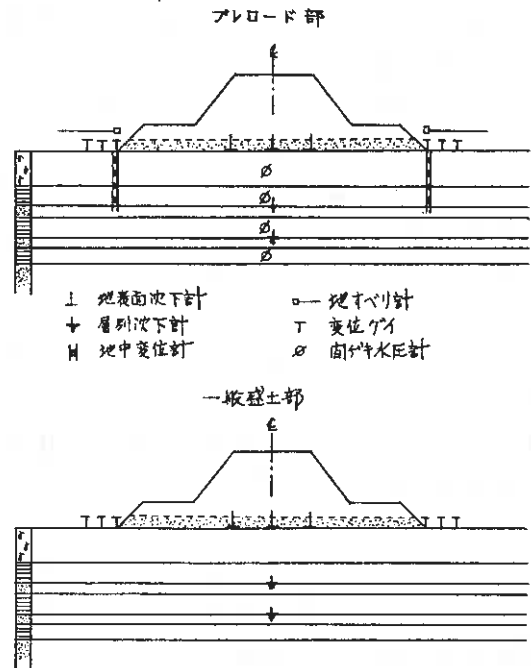 プレロード部
℄
⊥ 地表面沈下計
層別沈下計
地中変位計
地すべり計
T 変位グイ
ø 間ゲキ水圧計
一般盛土部
℄